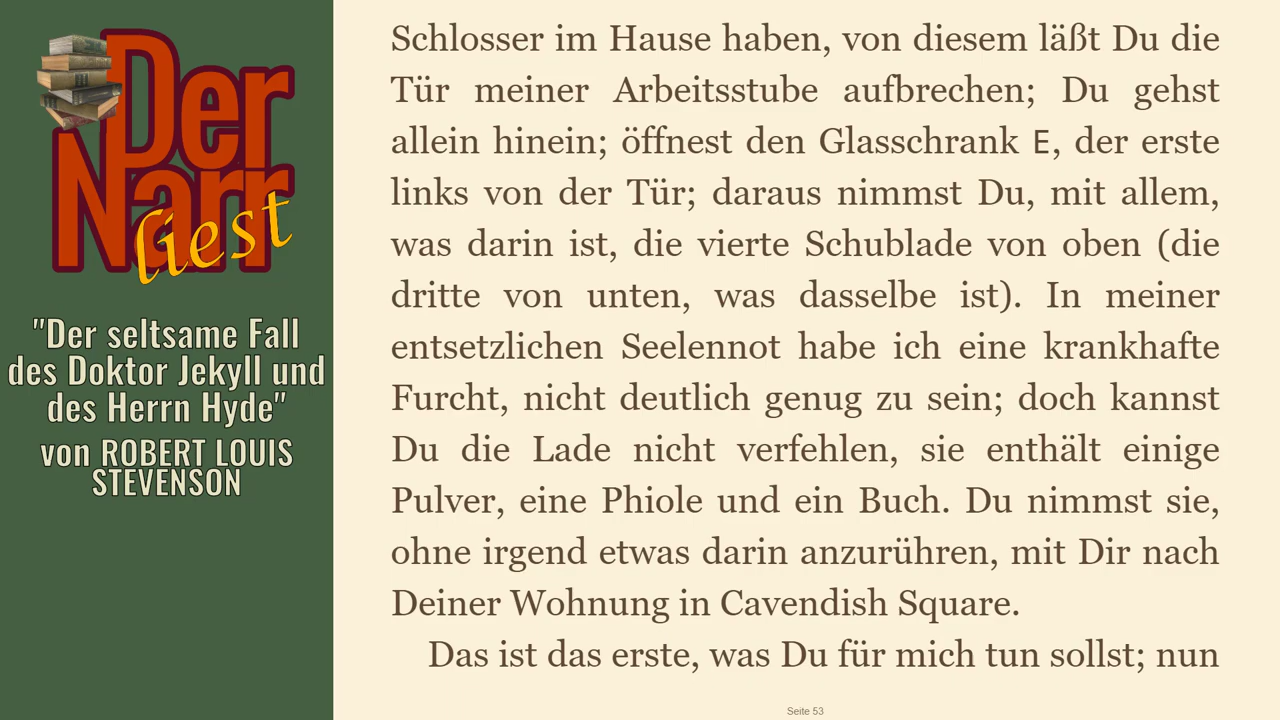 Der
Narr
liest
"Der seltsame Fall
des Doktor Jekyll und
des Herrn Hyde"
von ROBERT LOUIS
STEVENSON
Schlosser im Hause haben, von diesem läßt Du die
Tür meiner Arbeitsstube aufbrechen; Du gehst
allein hinein; öffnest den Glasschrank E, der erste
links von der Tür; daraus nimmst Du, mit allem,
was darin ist, die vierte Schublade von oben (die
dritte von unten, was dasselbe ist). In meiner
entsetzlichen Seelennot habe ich eine krankhafte
Furcht, nicht deutlich genug zu sein; doch kannst
Du die Lade nicht verfehlen, sie enthält einige
Pulver, eine Phiole und ein Buch. Du nimmst sie,
ohne irgend etwas darin anzurühren, mit Dir nach
Deiner Wohnung in Cavendish Square.
Das ist das erste, was Du für mich tun sollst; nun
Seite 53